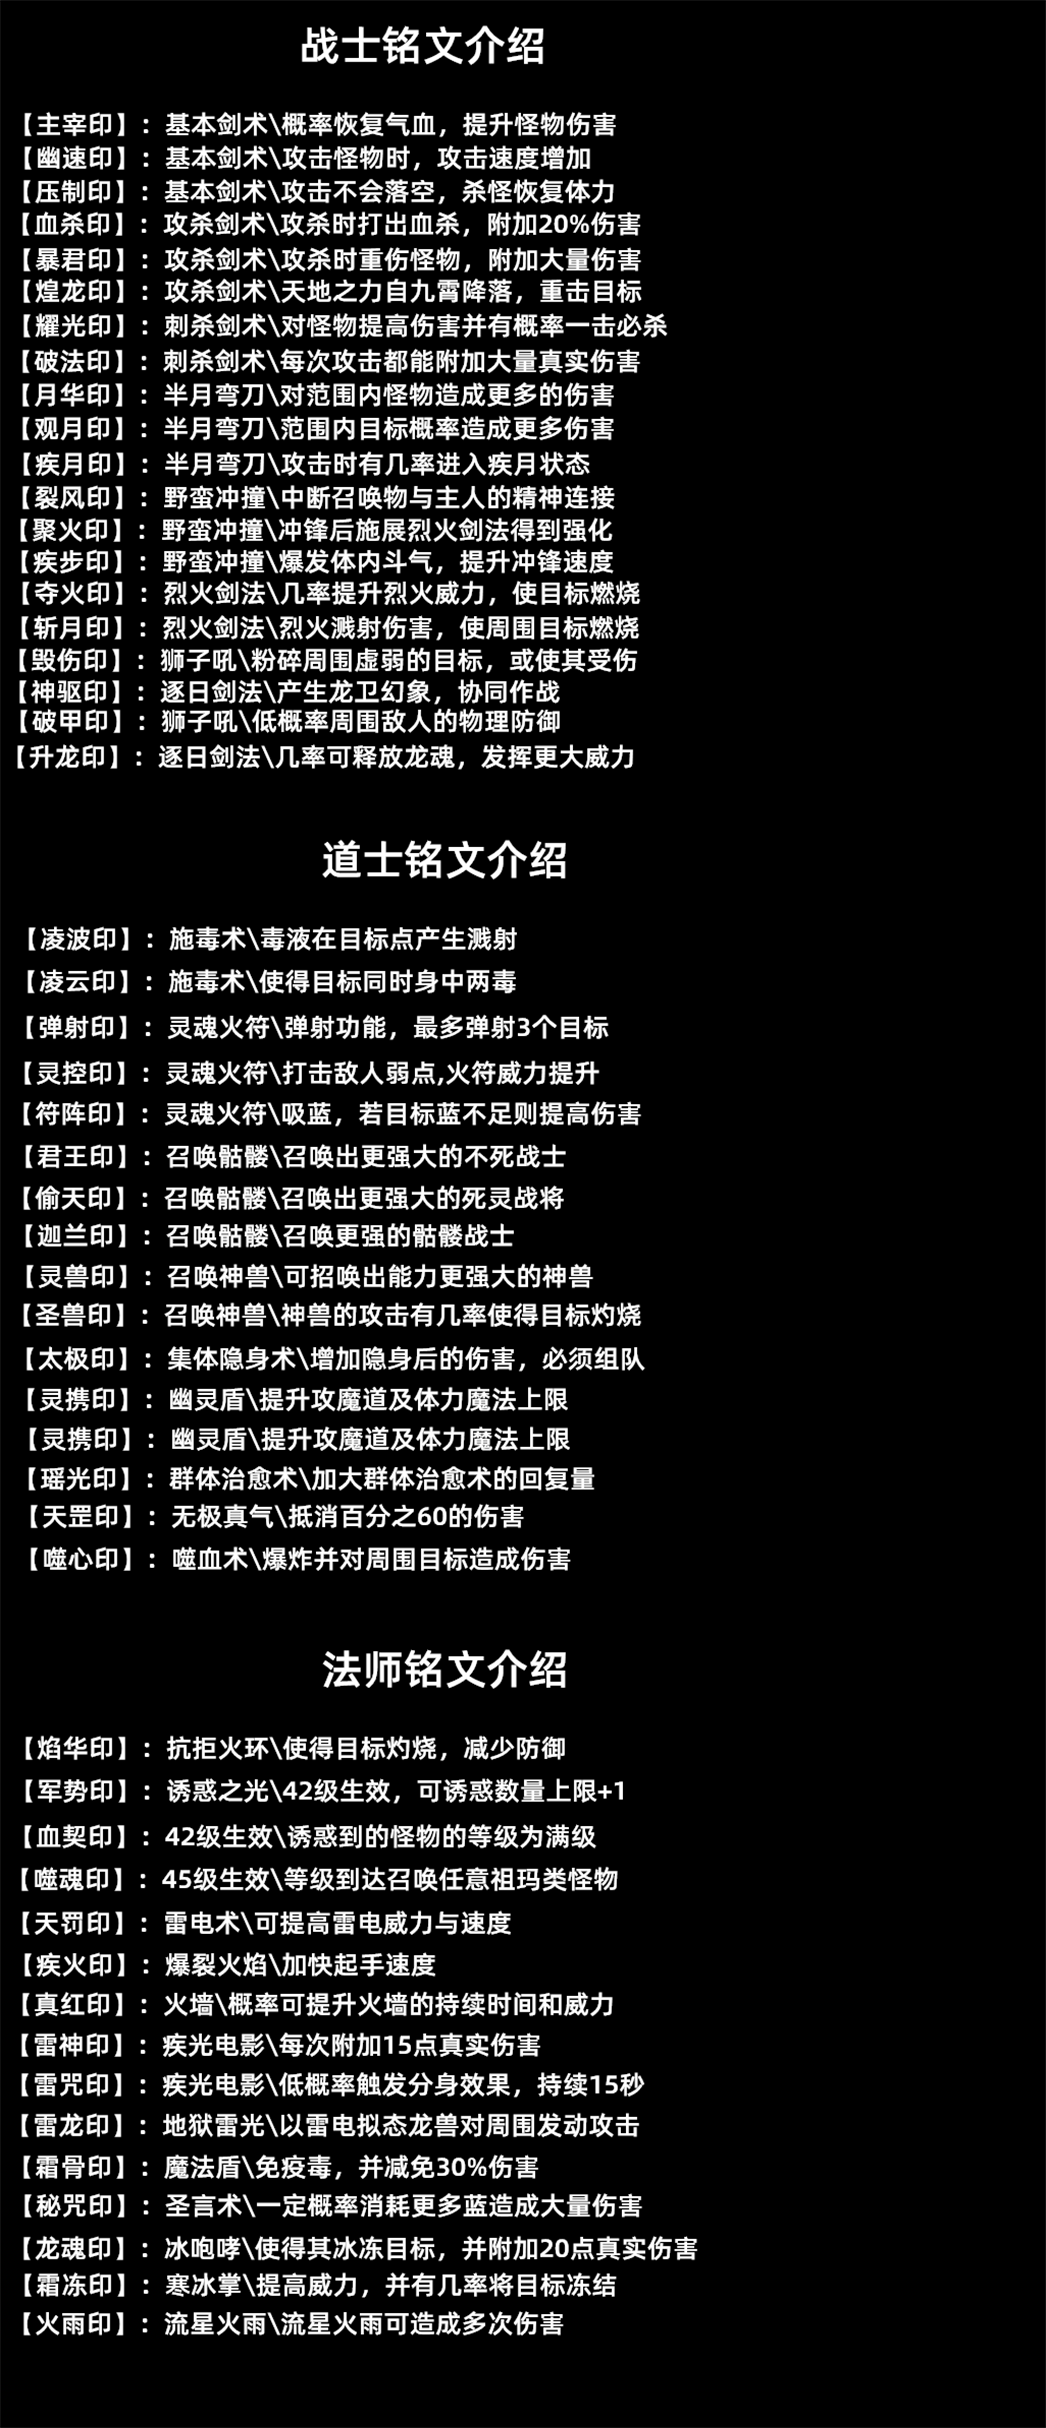 战士铭文介绍
【主宰印】：基本剑术\概率恢复气血，提升怪物伤害
【幽速印】：基本剑术\攻击怪物时，攻击速度增加
【压制印】：基本剑术\攻击不会落空，杀怪恢复体力
【血杀印】：攻杀剑术\攻杀时打出血杀，附加20%伤害
【暴君印】：攻杀剑术\攻杀时重伤怪物，附加大量伤害
【煌龙印】：攻杀剑术\天地之力自九霄降落，重击目标
【耀光印】：刺杀剑术\对怪物提高伤害并有概率一击必杀
【破法印】：刺杀剑术\每次攻击都能附加大量真实伤害
【月华印】：半月弯刀\对范围内怪物造成更多的伤害
【观月印】：半月弯刀\范围内目标概率造成更多伤害
【疾月印】：半月弯刀\攻击时有几率进入疾月状态
【裂风印】：野蛮冲撞\中断召唤物与主人的精神连接
【聚火印】：野蛮冲撞\冲锋后施展烈火剑法得到强化
【疾步印】：野蛮冲撞\爆发体内斗气，提升冲锋速度
【夺火印】：烈火剑法\几率提升烈火威力，使目标燃烧
【斩月印】：烈火剑法\烈火溅射伤害，使周围目标燃烧
【毁伤印】：狮子吼\粉碎周围虚弱的目标，或使其受伤
【神驱印】：逐日剑法\产生龙卫幻象，协同作战
【破甲印】：狮子吼\低概率周围敌人的物理防御
【升龙印】：逐日剑法\几率可释放龙魂，发挥更大威力
道士铭文介绍
【凌波印】：施毒术\毒液在目标点产生溅射
【凌云印】：施毒术\使得目标同时身中两毒
【弹射印】：灵魂火符\弹射功能，最多弹射3个目标
【灵控印】：灵魂火符\打击敌人弱点,火符威力提升
【符阵印】：灵魂火符\吸蓝，若目标蓝不足则提高伤害
【君王印】：召唤骷髅\召唤出更强大的不死战士
【偷天印】：召唤骷髅\召唤出更强大的死灵战将
【迦兰印】：召唤骷髅\召唤更强的骷髅战士
【灵兽印】：召唤神兽\可招唤出能力更强大的神兽
【圣兽印】：召唤神兽\神兽的攻击有几率使得目标灼烧
【太极印】：集体隐身术\增加隐身后的伤害，必须组队
【灵携印】：幽灵盾\提升攻魔道及体力魔法上限
【灵携印】：幽灵盾\提升攻魔道及体力魔法上限
【瑶光印】：群体治愈术\加大群体治愈术的回复量
【天罡印】：无极真气\抵消百分之60的伤害
【噬心印】：噬血术\爆炸并对周围目标造成伤害
法师铭文介绍
【焰华印】：抗拒火环\使得目标灼烧，减少防御
【军势印】：诱惑之光\42级生效，可诱惑数量上限+1
【血契印】：42级生效\诱惑到的怪物的等级为满级
【噬魂印】：45级生效\等级到达召唤任意祖玛类怪物
【天罚印】：雷电术\可提高雷电威力与速度
【疾火印】：爆裂火焰\加快起手速度
【真红印】：火墙\概率可提升火墙的持续时间和威力
【雷神印】：疾光电影\每次附加15点真实伤害
【雷咒印】：疾光电影\低概率触发分身效果，持续15秒
【雷龙印】：地狱雷光\以雷电拟态龙兽对周围发动攻击
【霜骨印】：魔法盾\免疫毒，并减免30%伤害
【秘咒印】：圣言术\一定概率消耗更多蓝造成大量伤害
【龙魂印】：冰咆哮\使得其冰冻目标，并附加20点真实伤害
【霜冻印】：寒冰掌\提高威力，并有几率将目标冻结
【火雨印】：流星火雨\流星火雨可造成多次伤害